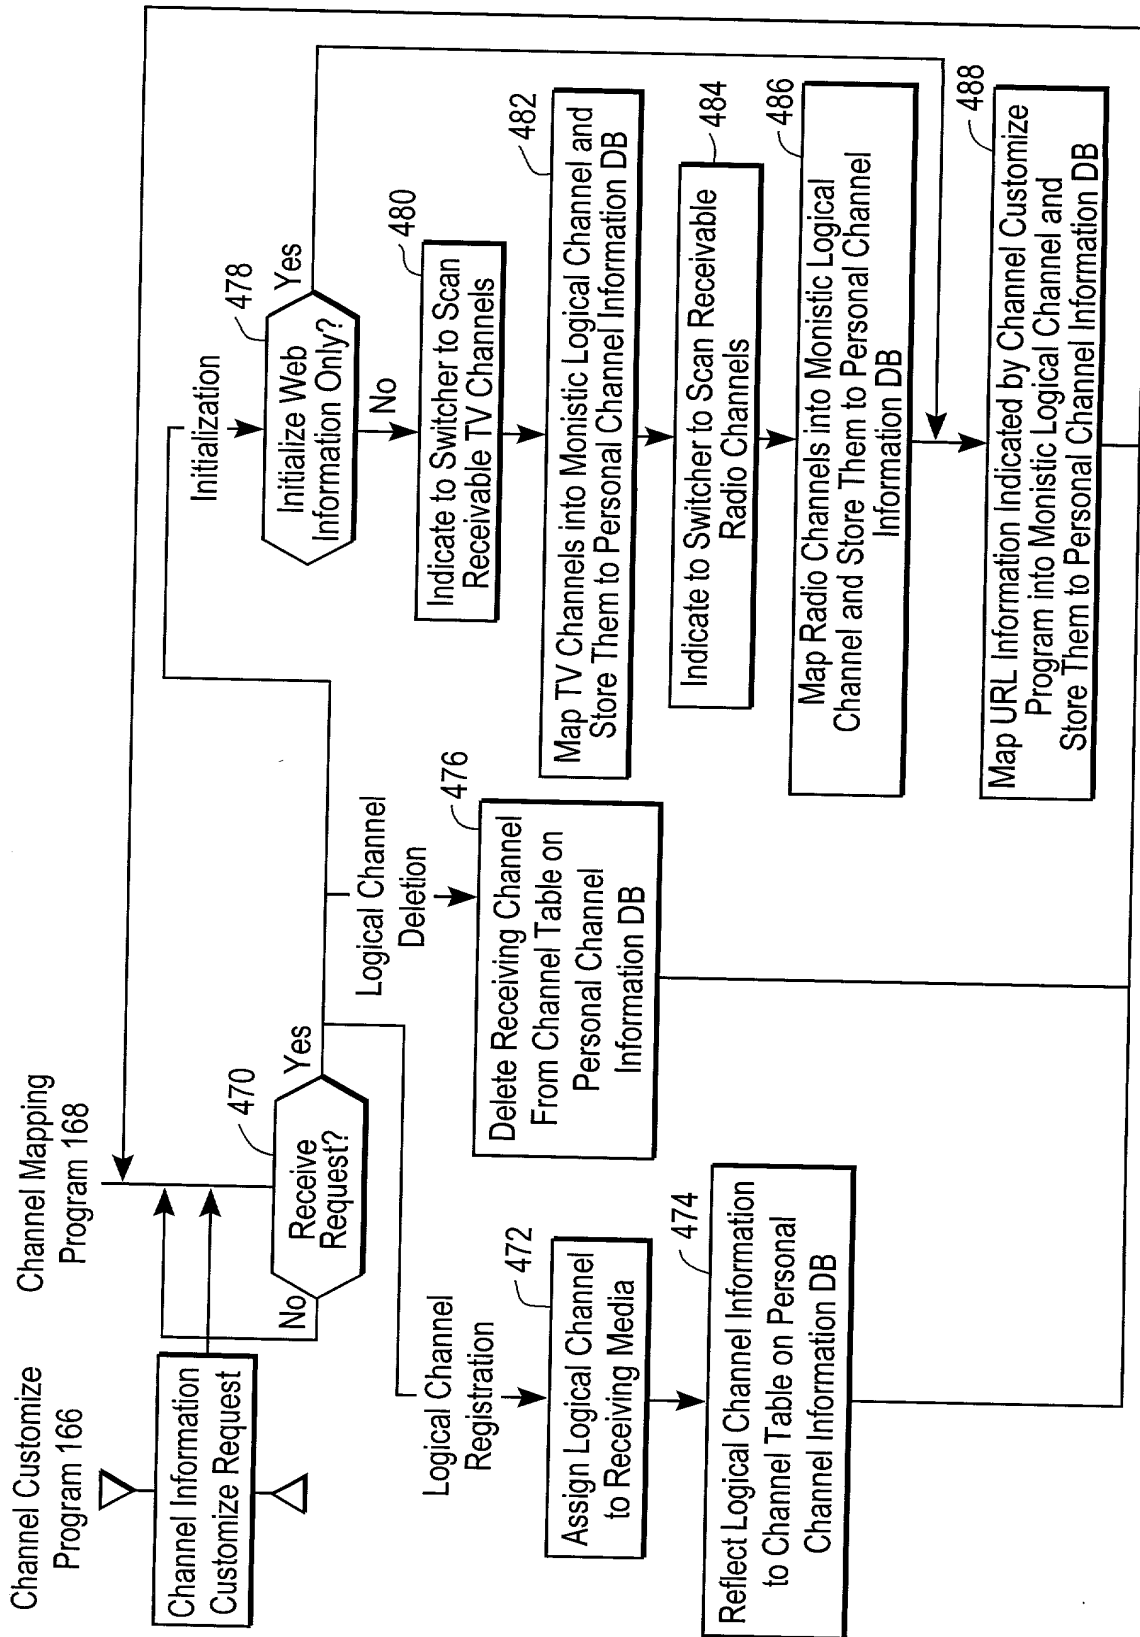 Channel Customize
Program 166
Channel Mapping
Program 168
Channel Information
Customize Request
No
Receive
Request?
470
Yes
Logical Channel
Registration
Assign Logical Channel
to Receiving Media
472
Reflect Logical Channel Information
to Channel Table on Personal
Channel Information DB
474
Logical Channel
Deletion
Delete Receiving Channel
From Channel Table on
Personal Channel
Information DB
476
Initialization
Initialize Web
Information Only?
478
Yes
No
Indicate to Switcher to Scan
Receivable TV Channels
480
Map TV Channels into Monistic Logical Channel and
Store Them to Personal Channel Information DB
482
Indicate to Switcher to Scan Receivable
Radio Channels
484
Map Radio Channels into Monistic Logical
Channel and Store Them to Personal Channel
Information DB
486
Map URL Information Indicated by Channel Customize
Program into Monistic Logical Channel and
Store Them to Personal Channel Information DB
488